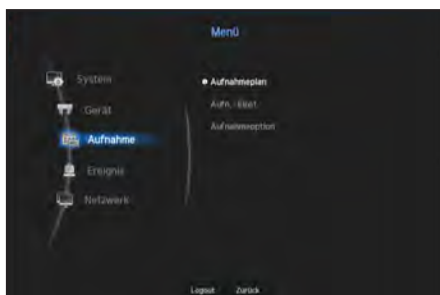 Menü
System
Gerät
Aufnahme
Ereignis
Netzwerk
Aufnahmeplan
Aufn.-Einst.
Aufnahmeoption
Logout Zurück